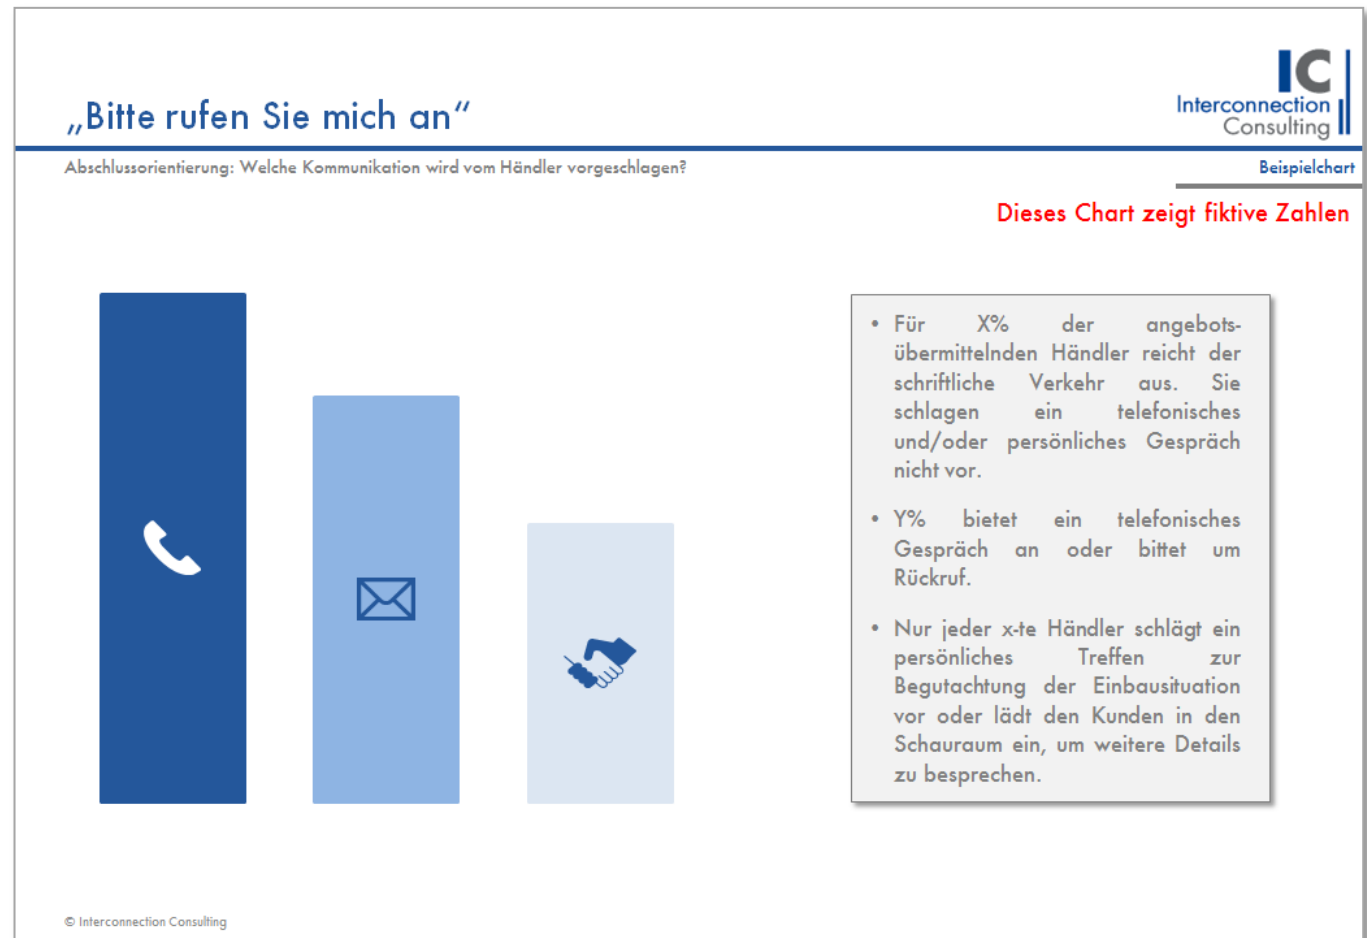 IC
Interconnection
Consulting
„Bitte rufen Sie mich an“
Abschlussorientierung: Welche Kommunikation wird vom Händler vorgeschlagen?
Beispielchart
Dieses Chart zeigt fiktive Zahlen
• Für X% der angebots-
übermittelnden Händler reicht der
schriftliche Verkehr aus. Sie
schlagen ein telefonisches
und/oder persönliches Gespräch
nicht vor.
• Y% bietet ein telefonisches
Gespräch an oder bittet um
Rückruf.
• Nur jeder x-te Händler schlägt ein
persönliches Treffen zur
Begutachtung der Einbausituation
vor oder lädt den Kunden in den
Schauraum ein, um weitere Details
zu besprechen.
© Interconnection Consulting